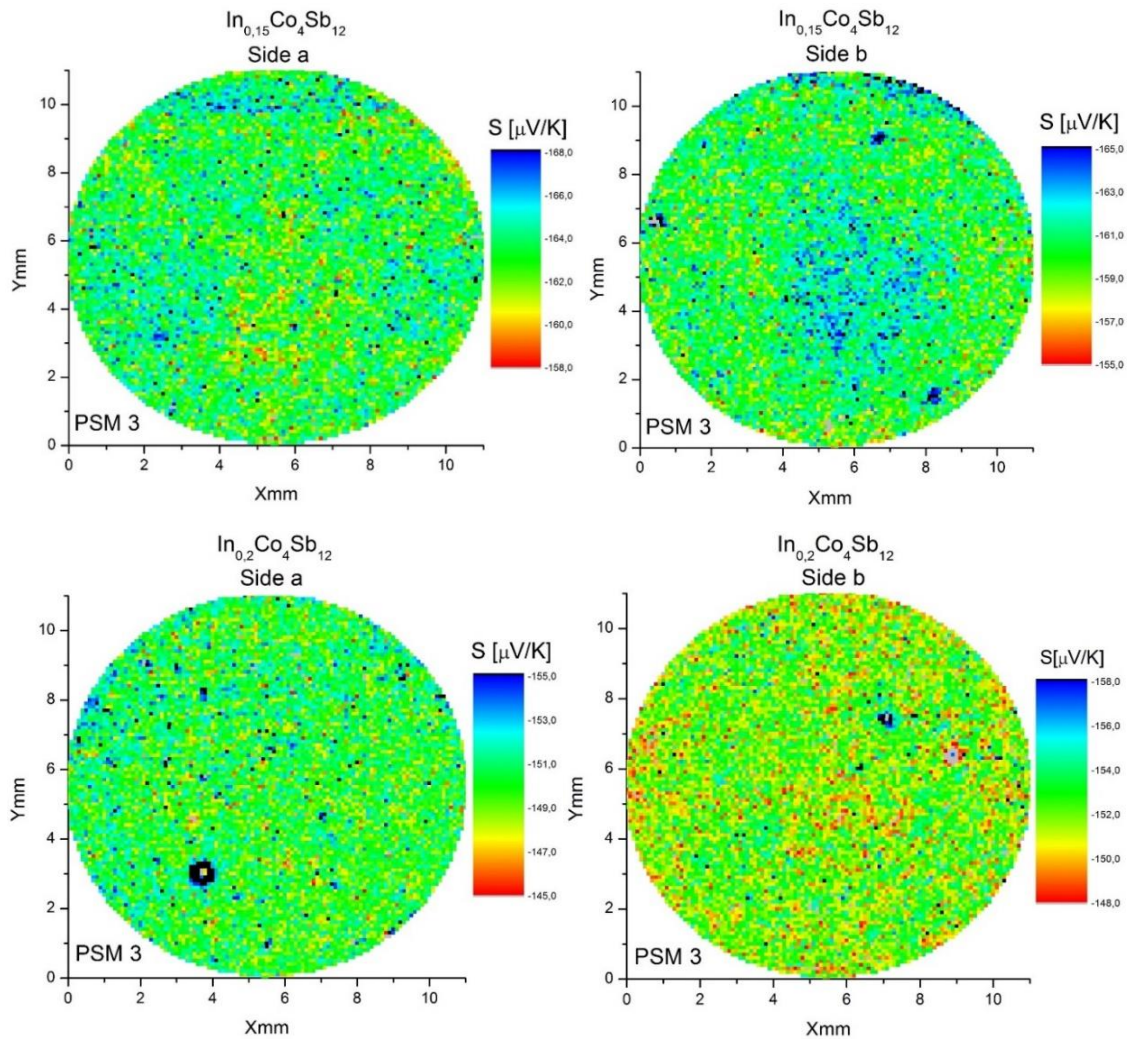 In0,15Co4Sb12
Side a
S [μV/K]
-168,0
-166,0
-164,0
-162,0
-160,0
-158,0
10
8
6
4
2
0
Ymm
PSM 3
0 2 4 6 8 10
Xmm
In0,15Co4Sb12
Side b
S [μV/K]
-165,0
-163,0
-161,0
-159,0
-157,0
-155,0
10
8
6
4
2
0
Ymm
PSM 3
0 2 4 6 8 10
Xmm
In0,2Co4Sb12
Side a
S [μV/K]
-155,0
-153,0
-151,0
-149,0
-147,0
-145,0
10
8
6
4
2
0
Ymm
PSM 3
0 2 4 6 8 10
Xmm
In0,2Co4Sb12
Side b
S[μV/K]
-158,0
-156,0
-154,0
-152,0
-150,0
-148,0
10
8
6
4
2
0
Ymm
PSM 3
0 2 4 6 8 10
Xmm